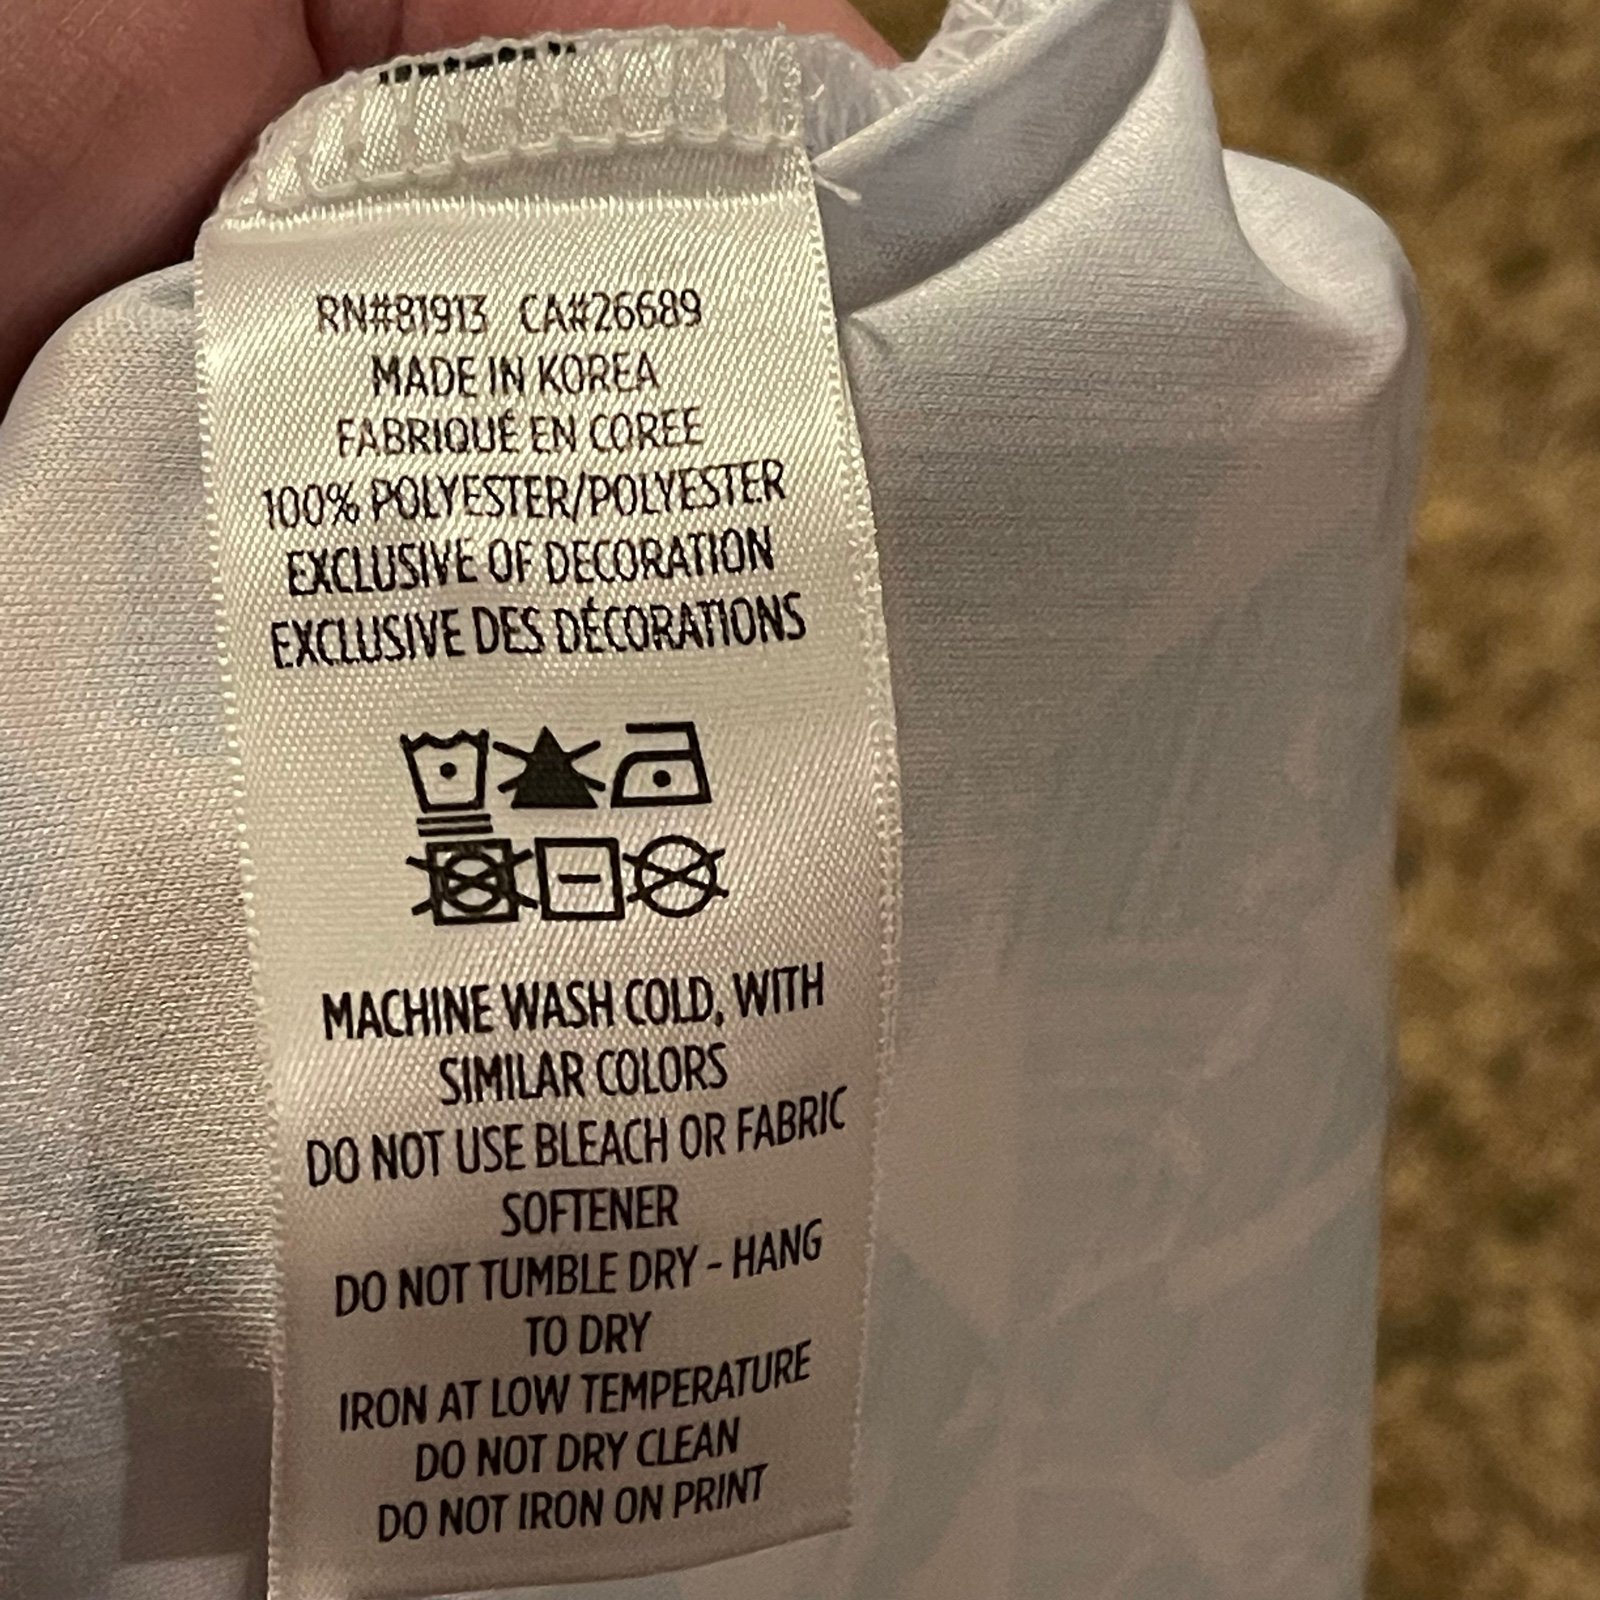 RN#81913 CA#26689
MADE IN KOREA
FABRIQUÉ EN COREE
100% POLYESTER/POLYESTER
EXCLUSIVE OF DECORATION
EXCLUSIVE DES DÉCORATIONS
MACHINE WASH COLD, WITH
SIMILAR COLORS
DO NOT USE BLEACH OR FABRIC
SOFTENER
DO NOT TUMBLE DRY - HANG
TO DRY
IRON AT LOW TEMPERATURE
DO NOT DRY CLEAN
DO NOT IRON ON PRINT